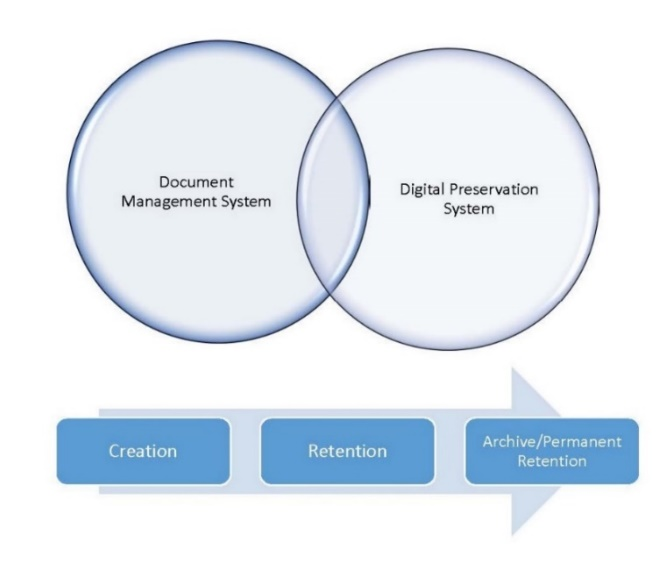 Document
Management System
Digital Preservation
System
Creation
Retention
Archive/Permanent
Retention